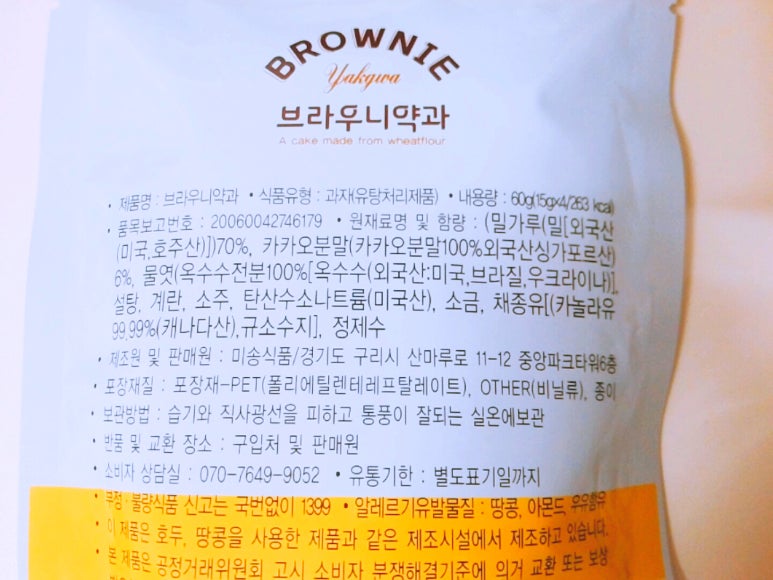 BROWNIE
Yakgwa
브라우니약과
A cake made from wheatflour
• 제품명 : 브라우니약과 • 식품유형 : 과자(유탕처리제품) • 내용량 : 60g(15gx4/263 kcal)
• 품목보고번호 : 20060042746179 • 원재료명 및 함량 : (밀가루(밀[외국산
(미국,호주산)])70%, 카카오분말(카카오분말100%외국산싱가포르산)
6%, 물엿(옥수수전분100%[옥수수(외국산:미국,브라질,우크라이나)],
설탕, 계란, 소주, 탄산수소나트륨(미국산), 소금, 채종유[(카놀라유
99.99%(캐나다산),규소수지], 정제수
• 제조원 및 판매원 : 미송식품/경기도 구리시 산마루로 11-12 중앙파크타워6층
• 포장재질 : 포장재-PET(폴리에틸렌테레프탈레이트), OTHER(비닐류), 종이
• 보관방법 : 습기와 직사광선을 피하고 통풍이 잘되는 실온에보관
• 반품 및 교환 장소 : 구입처 및 판매원
• 소비자 상담실 : 070-7649-9052 • 유통기한 : 별도표기일까지
• 부정·불량식품 신고는 국번없이 1399 • 알레르기유발물질 : 땅콩, 아몬드, 우유함유
• 이 제품은 호두, 땅콩을 사용한 제품과 같은 제조시설에서 제조하고 있습니다.
• 본 제품은 공정거래위원회 고시 소비자 분쟁해결기준에 의거 교환 또는 보상